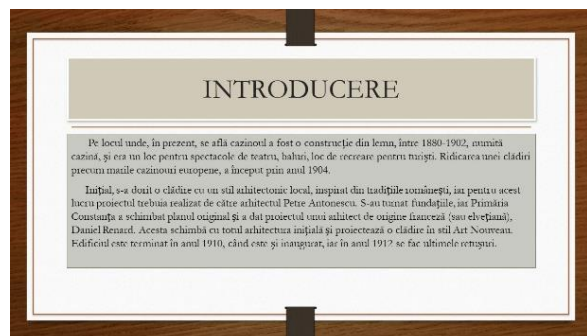 INTRODUCERE
Pe locul unde, în prezent, se află cazinoul a fost o construcție din lemn, între 1880-1902, numită
cazină, și era un loc pentru spectacole de teatru, baluri, loc de recreare pentru turiști. Ridicarea unei clădiri
precum marile cazinouri europene, a început prin anul 1904.
Inițial, s-a dorit o clădire cu un stil arhitectonic local, inspirat din tradițiile românești, iar pentru acest
lucru proiectul trebuia realizat de către arhitectul Petre Antonescu. S-au turnat fundațiile, iar Primăria
Constanța a schimbat planul original și a dat proiectul unui arhitect de origine franceză (sau elvețiană),
Daniel Renard. Acesta schimbă cu totul arhitectura inițială și proiectează o clădire în stil Art Nouveau.
Edificiul este terminat în anul 1910, când este și inaugurat, iar în anul 1912 se fac ultimele retușuri.